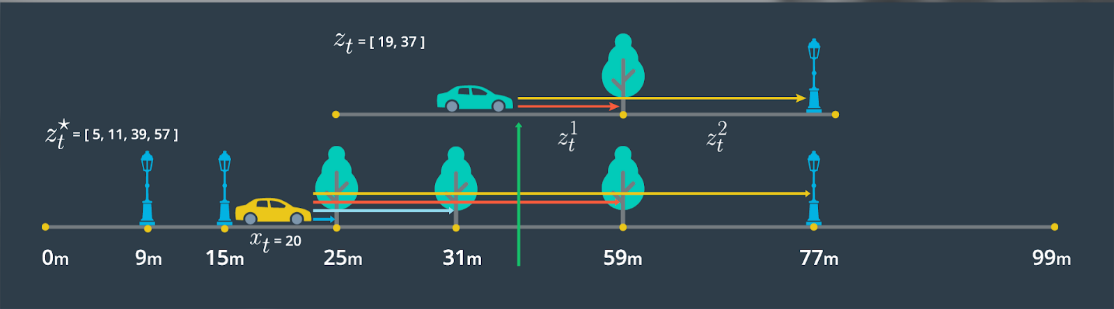 z_t = [ 19, 37 ]
z_t^★ = [ 5, 11, 39, 57 ]
z_t^1 z_t^2
x_t = 20
0m 9m 15m 25m 31m 59m 77m 99m